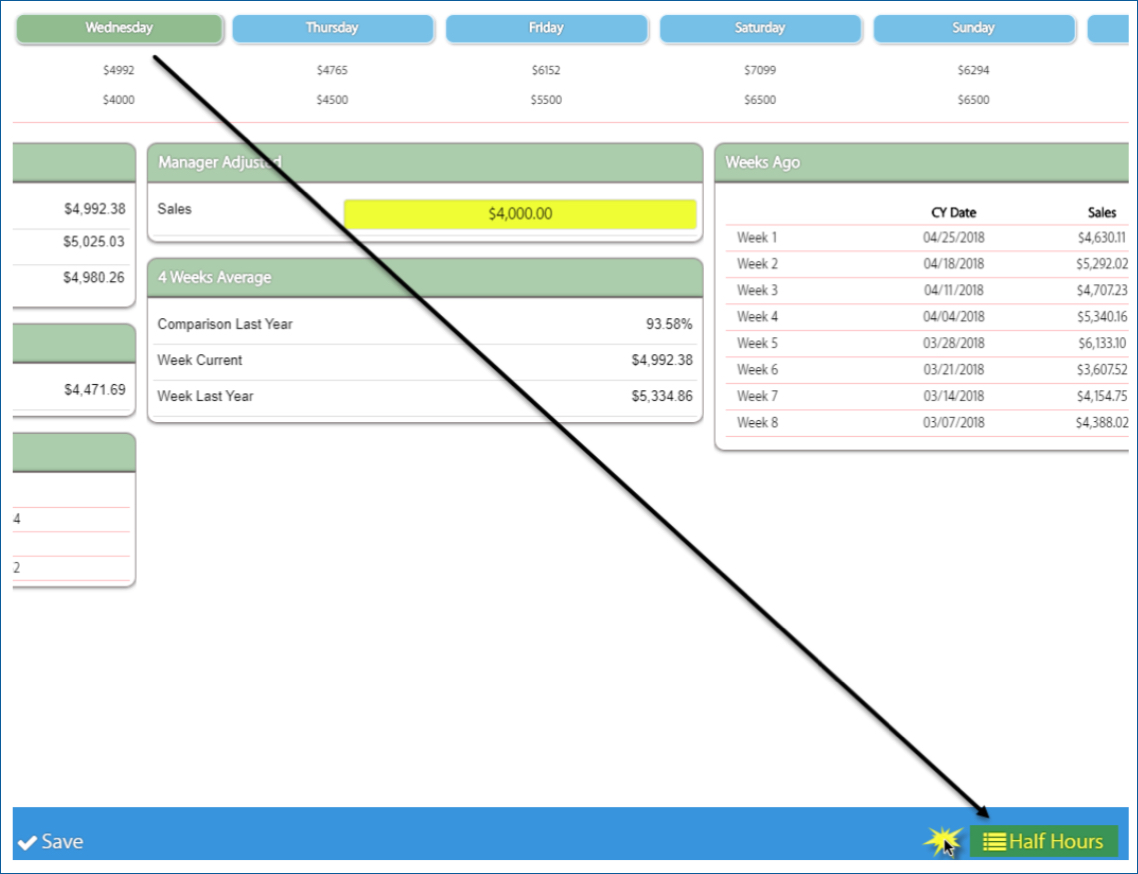 Wednesday Thursday Friday Saturday Sunday
$4992 $4765 $6152 $7099 $6294
$4000 $4500 $5500 $6500 $6500
$4,992.38
$5,025.03
$4,980.26
$4,471.69
4
2
Manager Adjusted
Sales $4,000.00
4 Weeks Average
Comparison Last Year 93.58%
Week Current $4,992.38
Week Last Year $5,334.86
Weeks Ago
CY Date Sales
Week 1 04/25/2018 $4,630.11
Week 2 04/18/2018 $5,292.02
Week 3 04/11/2018 $4,707.23
Week 4 04/04/2018 $5,340.16
Week 5 03/28/2018 $6,133.10
Week 6 03/21/2018 $3,607.52
Week 7 03/14/2018 $4,154.75
Week 8 03/07/2018 $4,388.02
Save Half Hours